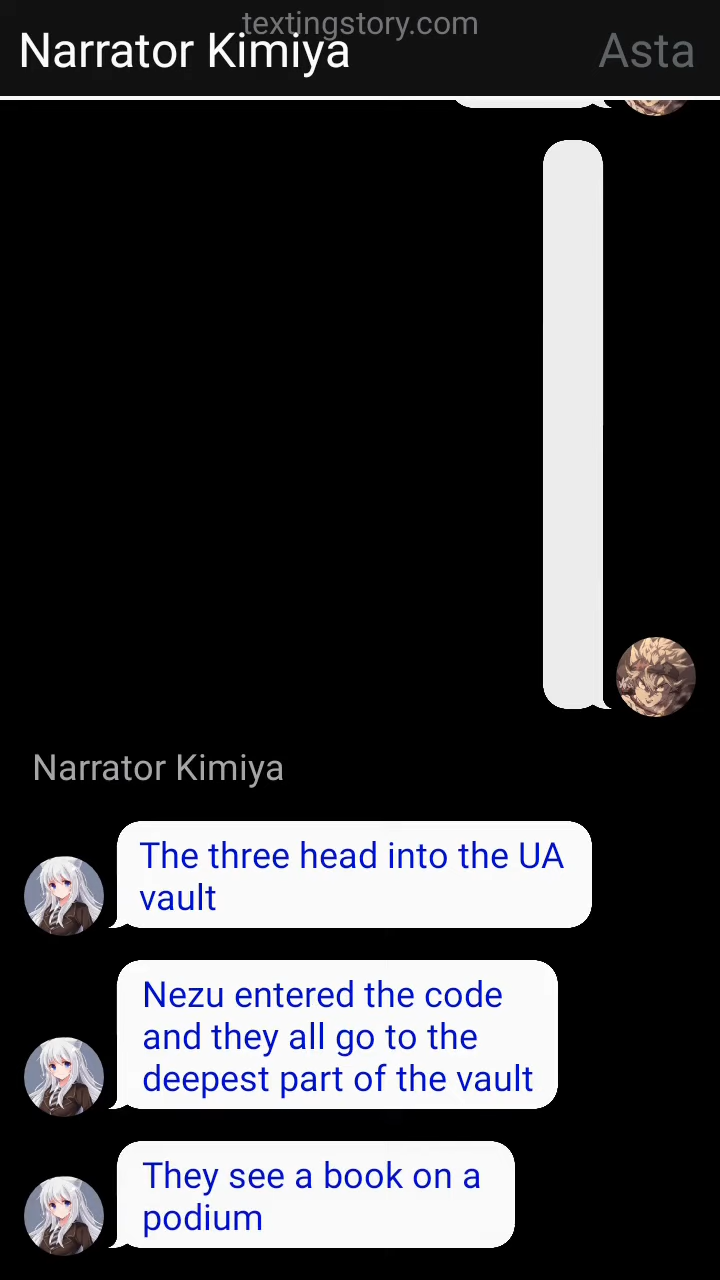 textingstory.com
Narrator Kimiya
Asta
Narrator Kimiya
The three head into the UA
vault
Nezu entered the code
and they all go to the
deepest part of the vault
They see a book on a
podium